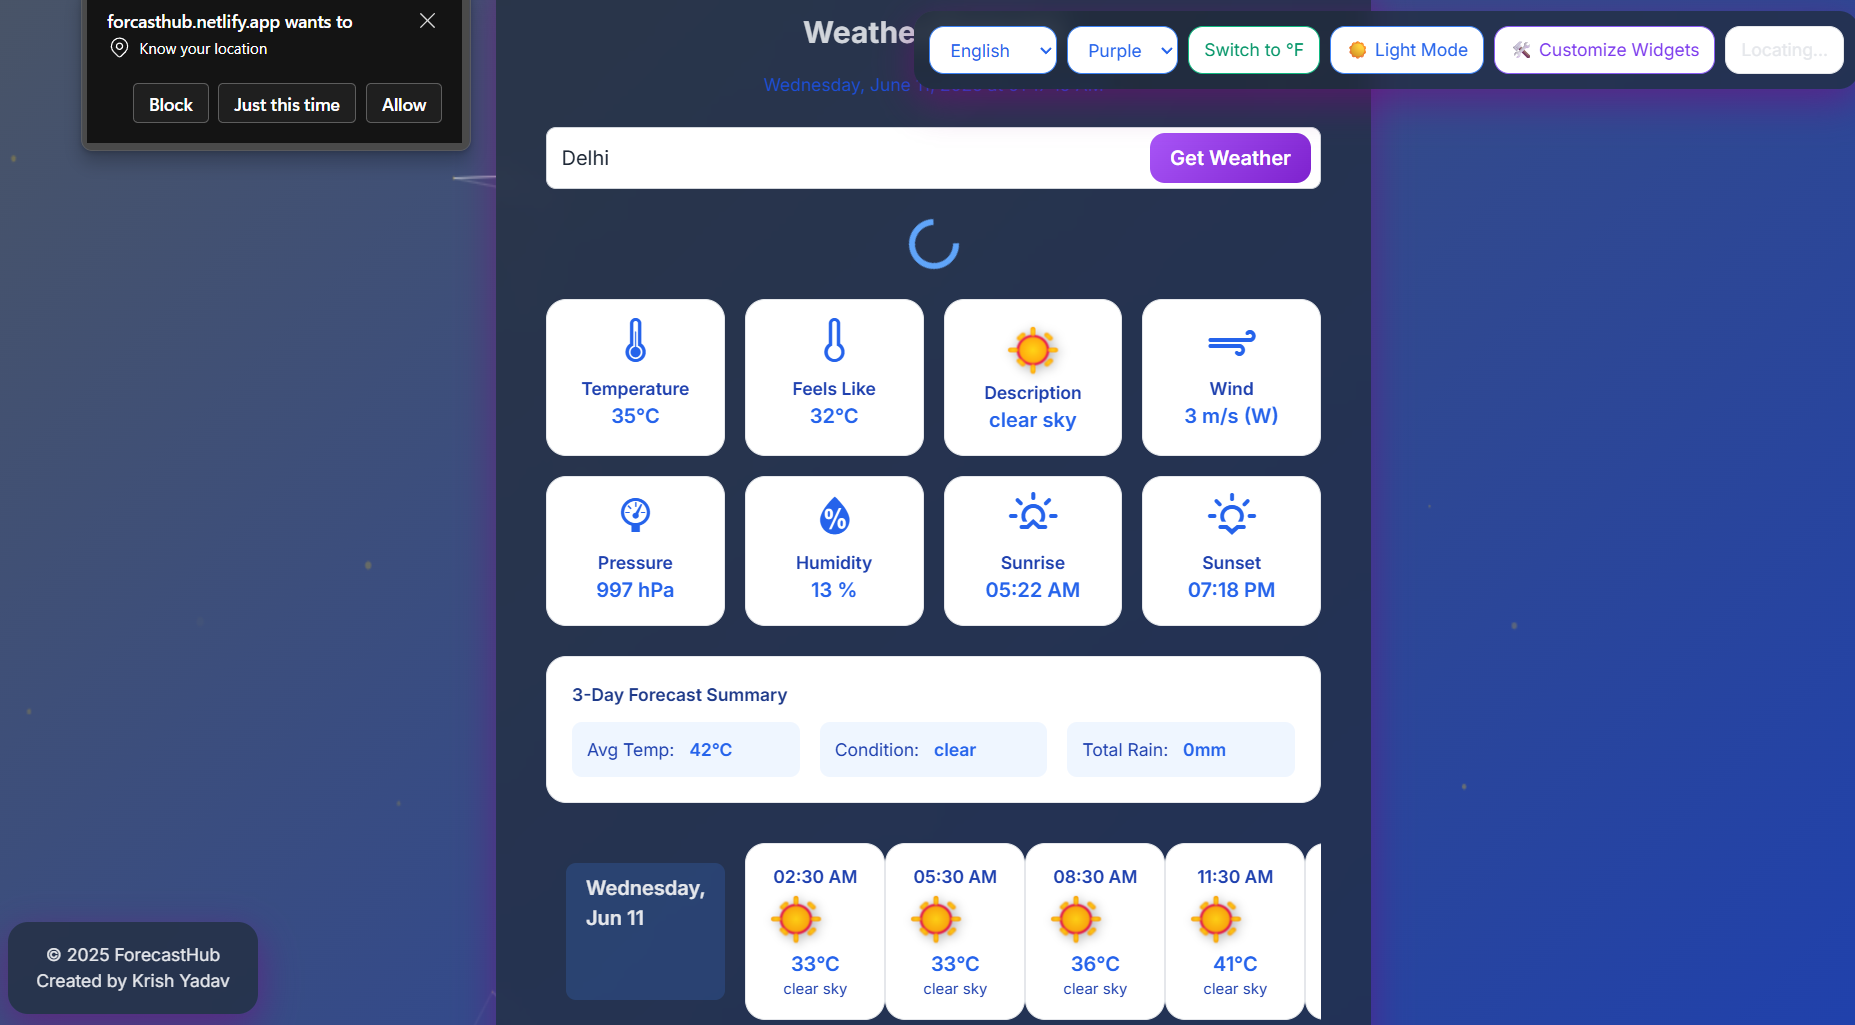 forcasthub.netlify.app wants to
Know your location
Block
Just this time
Allow
Weathe
English
Purple
Switch to °F
Light Mode
Customize Widgets
Locating...
Wednesday, June 11, 2025 at
Delhi
Get Weather
Temperature
35°C
Feels Like
32°C
Description
clear sky
Wind
3 m/s (W)
Pressure
997 hPa
Humidity
13 %
Sunrise
05:22 AM
Sunset
07:18 PM
3-Day Forecast Summary
Avg Temp: 42°C
Condition: clear
Total Rain: 0mm
Wednesday,
Jun 11
02:30 AM
33°C
clear sky
05:30 AM
33°C
clear sky
08:30 AM
36°C
clear sky
11:30 AM
41°C
clear sky
© 2025 ForecastHub
Created by Krish Yadav